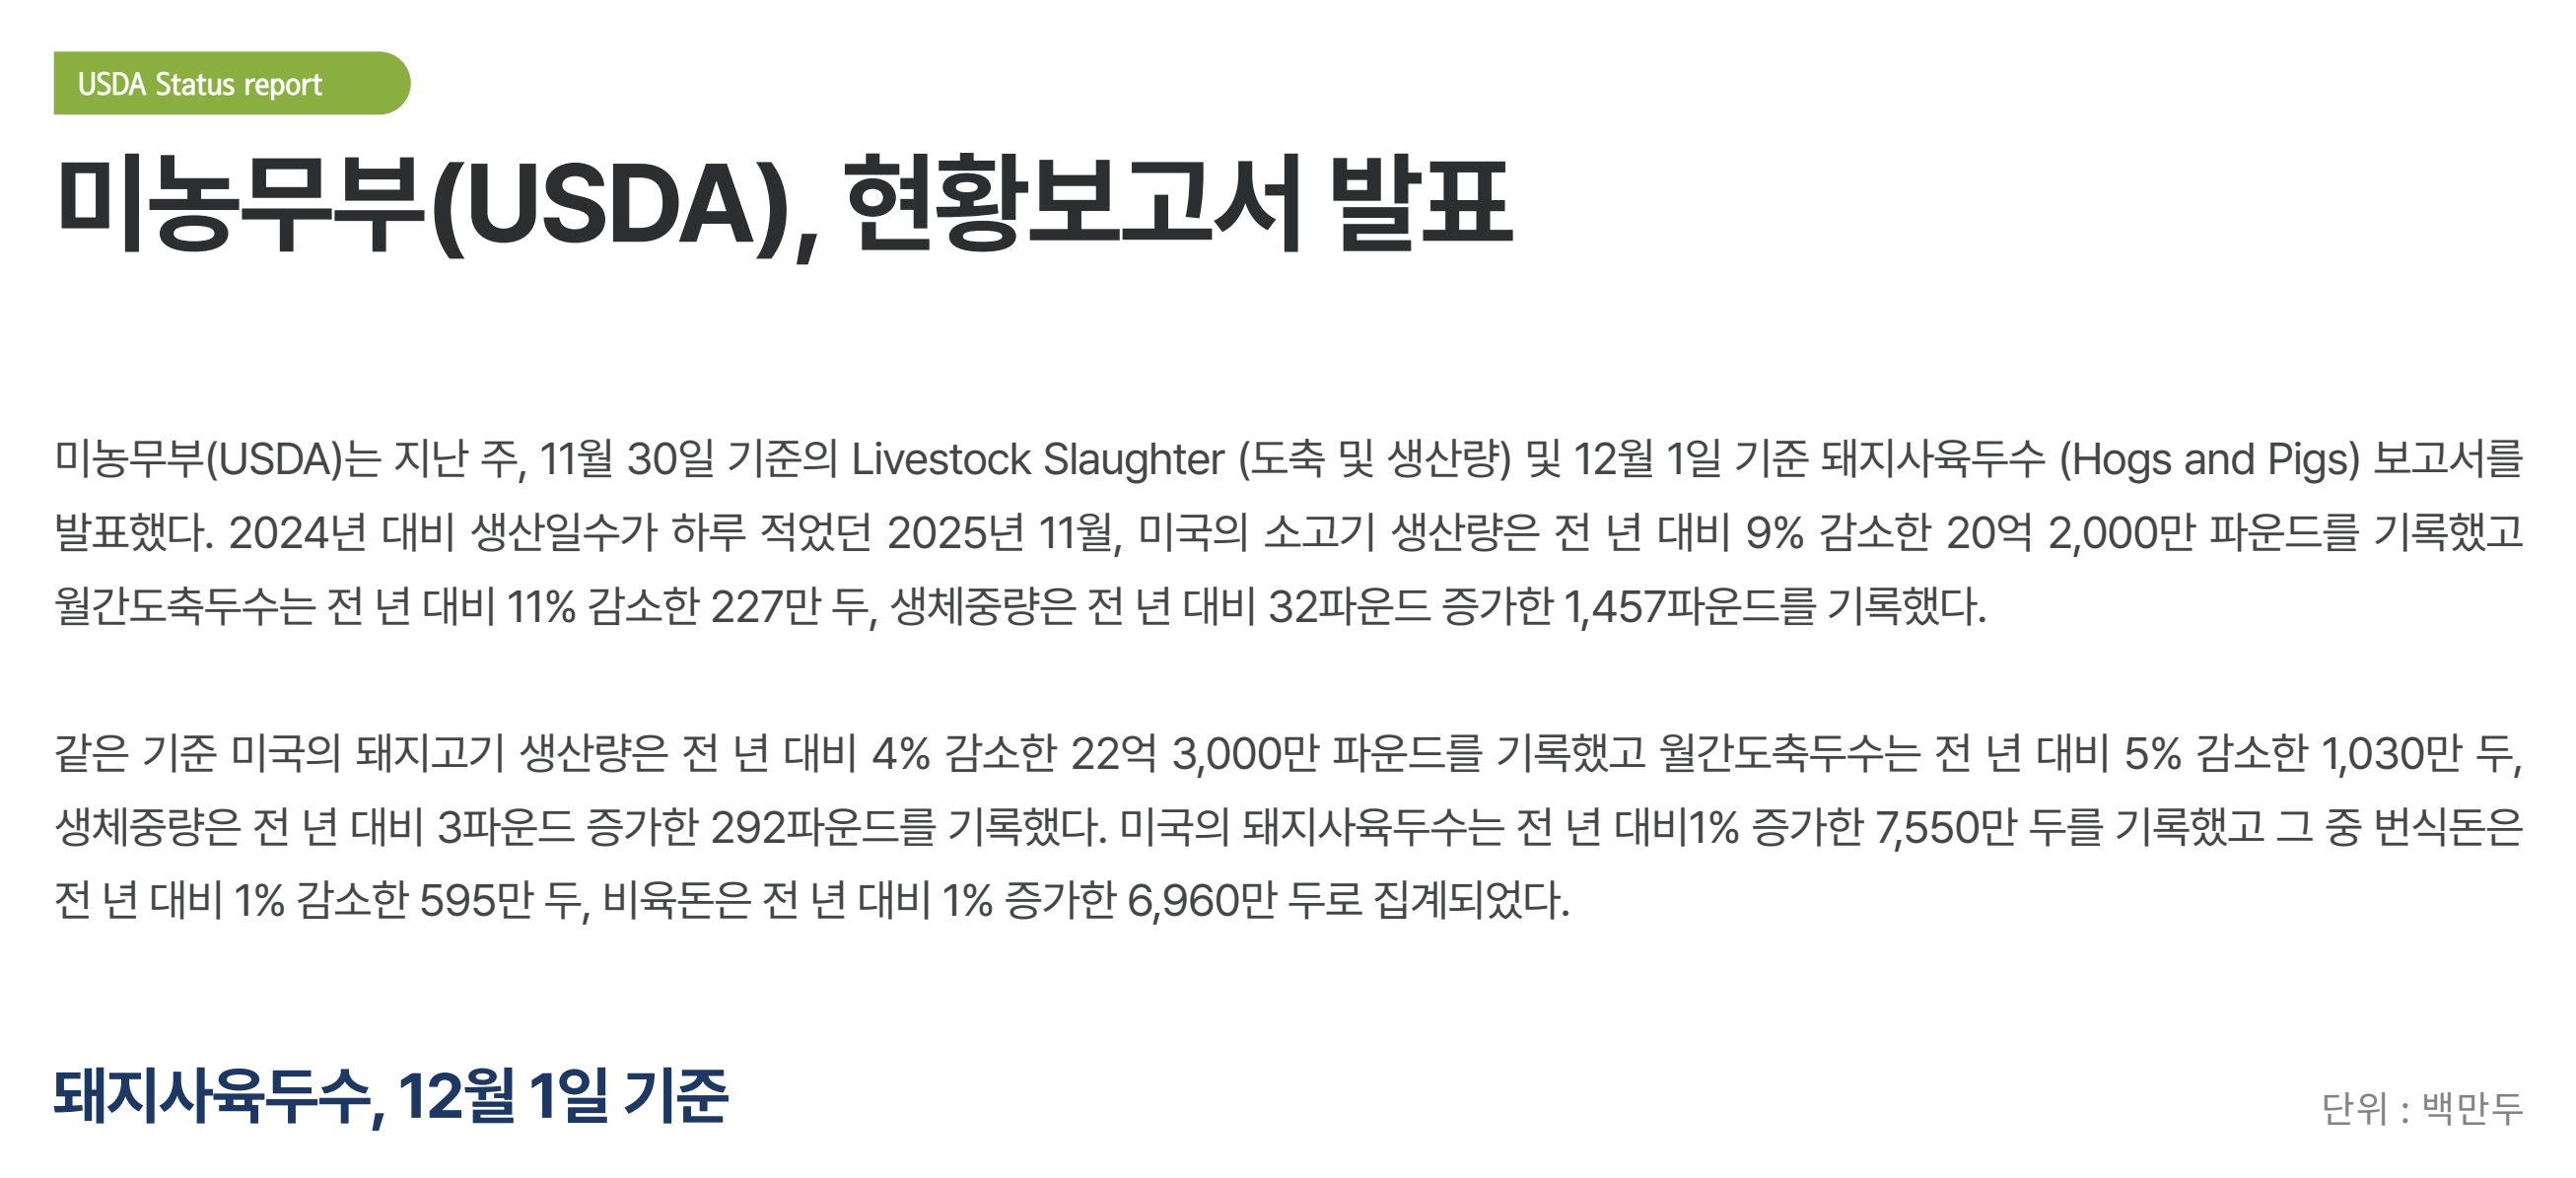 USDA Status report
미농무부(USDA), 현황보고서 발표
미농무부(USDA)는 지난 주, 11월 30일 기준의 Livestock Slaughter (도축 및 생산량) 및 12월 1일 기준 돼지사육두수 (Hogs and Pigs) 보고서를
발표했다. 2024년 대비 생산일수가 하루 적었던 2025년 11월, 미국의 소고기 생산량은 전 년 대비 9% 감소한 20억 2,000만 파운드를 기록했고
월간도축두수는 전 년 대비 11% 감소한 227만 두, 생체중량은 전 년 대비 32파운드 증가한 1,457파운드를 기록했다.
같은 기준 미국의 돼지고기 생산량은 전 년 대비 4% 감소한 22억 3,000만 파운드를 기록했고 월간도축두수는 전 년 대비 5% 감소한 1,030만 두,
생체중량은 전 년 대비 3파운드 증가한 292파운드를 기록했다. 미국의 돼지사육두수는 전 년 대비1% 증가한 7,550만 두를 기록했고 그 중 번식돈은
전 년 대비 1% 감소한 595만 두, 비육돈은 전 년 대비 1% 증가한 6,960만 두로 집계되었다.
돼지사육두수, 12월 1일 기준
단위 : 백만두